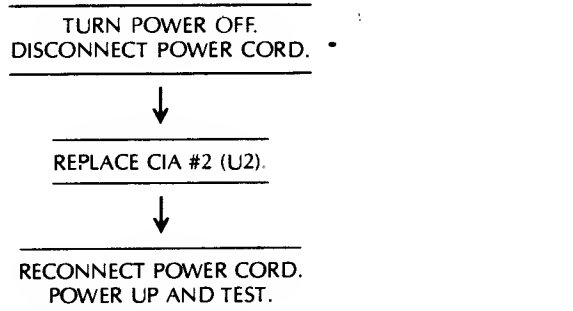 TURN POWER OFF.
DISCONNECT POWER CORD.
REPLACE CIA #2 (U2).
RECONNECT POWER CORD.
POWER UP AND TEST.